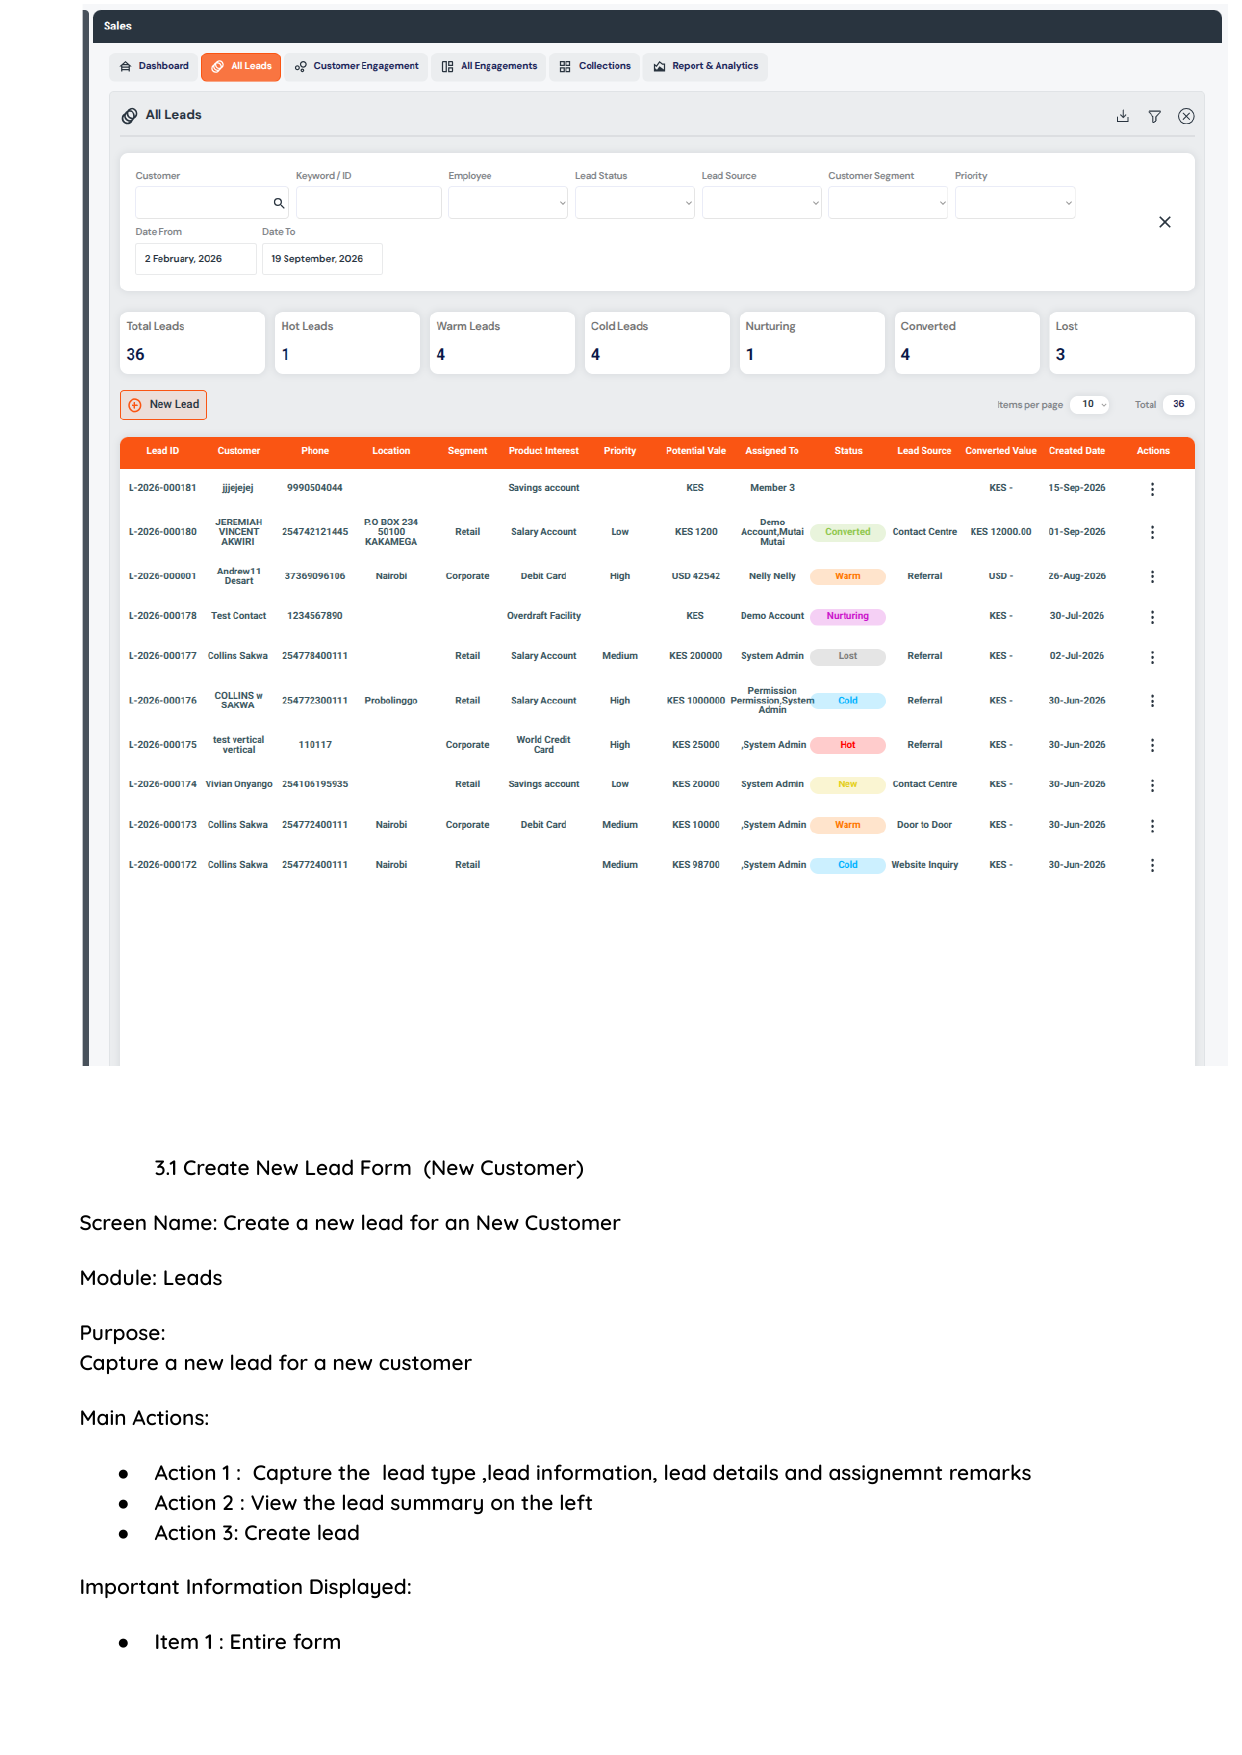 Sales
Dashboard All Leads Customer Engagement All Engagements Collections Report & Analytics
All Leads
Customer Keyword / ID Employee Lead Status Lead Source Customer Segment Priority
Date From Date To
2 February, 2026 19 September, 2026
Total Leads Hot Leads Warm Leads Cold Leads Nurturing Converted Lost
36 1 4 4 1 4 3
New Lead Items per page 10 Total 36
Lead ID Customer Phone Location Segment Product Interest Priority Potential Vale Assigned To Status Lead Source Converted Value Created Date Actions
L-2026-000181 jjjejejej 9990504044 Savings account KES Member 3 KES - 15-Sep-2026
L-2026-000180 JEREMIAH VINCENT AKWIRI 254742121445 P.O BOX 234 50100 KAKAMEGA Retail Salary Account Low KES 1200 Demo Account,Mutai Mutai Converted Contact Centre KES 12000.00 01-Sep-2026
L-2026-000001 Andrew11 Desart 37369096106 Nairobi Corporate Debit Card High USD 42542 Nelly Nelly Warm Referral USD - 26-Aug-2026
L-2026-000178 Test Contact 1234567890 Overdraft Facility KES Demo Account Nurturing KES - 30-Jul-2026
L-2026-000177 Collins Sakwa 254778400111 Retail Salary Account Medium KES 200000 System Admin Lost Referral KES - 02-Jul-2026
L-2026-000176 COLLINS w SAKWA 254772300111 Probolinggo Retail Salary Account High KES 1000000 Permission Permission,System Admin Cold Referral KES - 30-Jun-2026
L-2026-000175 test vertical vertical 110117 Corporate World Credit Card High KES 25000 ,System Admin Hot Referral KES - 30-Jun-2026
L-2026-000174 Vivian Onyango 254106195935 Retail Savings account Low KES 20000 System Admin New Contact Centre KES - 30-Jun-2026
L-2026-000173 Collins Sakwa 254772400111 Nairobi Corporate Debit Card Medium KES 10000 ,System Admin Warm Door to Door KES - 30-Jun-2026
L-2026-000172 Collins Sakwa 254772400111 Nairobi Retail Medium KES 98700 ,System Admin Cold Website Inquiry KES - 30-Jun-2026
3.1 Create New Lead Form (New Customer)
Screen Name: Create a new lead for an New Customer
Module: Leads
Purpose:
Capture a new lead for a new customer
Main Actions:
● Action 1 : Capture the lead type ,lead information, lead details and assignemnt remarks
● Action 2 : View the lead summary on the left
● Action 3: Create lead
Important Information Displayed:
● Item 1 : Entire form